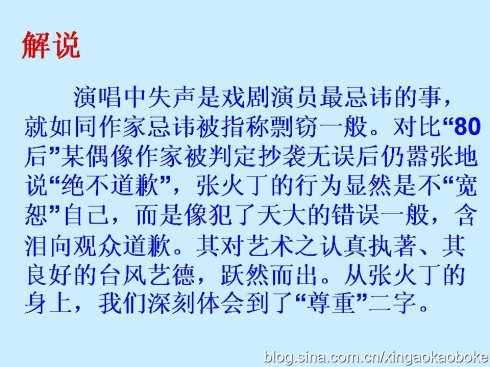 解说
演唱中失声是戏剧演员最忌讳的事，
就如同作家忌讳被指称剽窃一般。对比“80
后”某偶像作家被判定抄袭无误后仍嚣张地
说“绝不道歉”，张火丁的行为显然是不“宽
恕”自己，而是像犯了天大的错误一般，含
泪向观众道歉。其对艺术之认真执著、其
良好的台风艺德，跃然而出。从张火丁的
身上，我们深刻体会到了“尊重”二字。
blog.sina.com.cn/xingaokaoboke